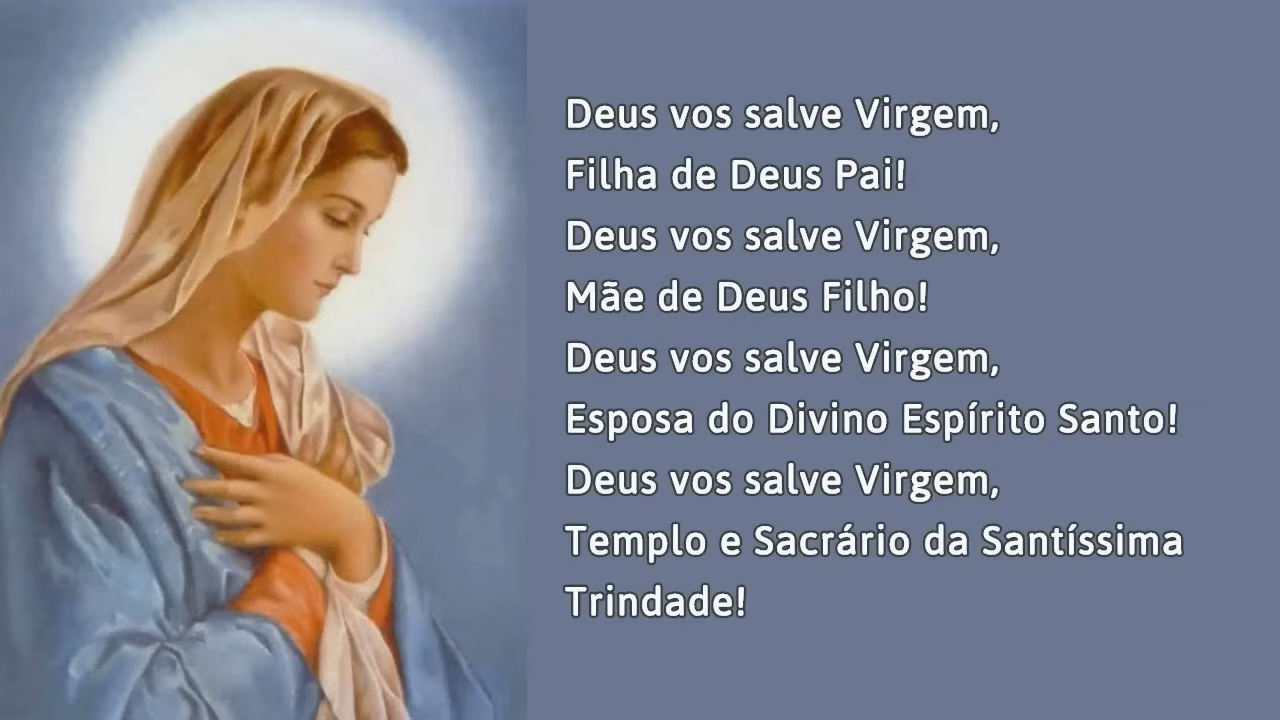 Deus vos salve Virgem,
Filha de Deus Pai!
Deus vos salve Virgem,
Mãe de Deus Filho!
Deus vos salve Virgem,
Esposa do Divino Espírito Santo!
Deus vos salve Virgem,
Templo e Sacrário da Santíssima
Trindade!